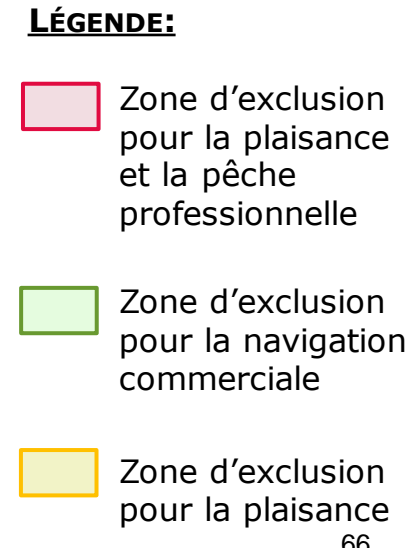 LÉGENDE:
Zone d’exclusion
pour la plaisance
et la pêche
professionnelle
Zone d’exclusion
pour la navigation
commerciale
Zone d’exclusion
pour la plaisance
66